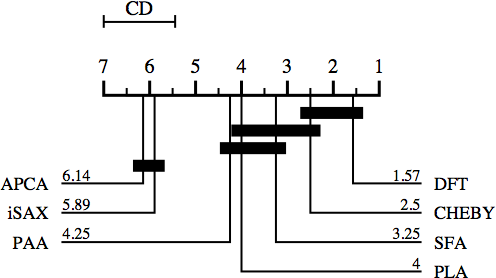 CD
7 6 5 4 3 2 1
APCA 6.14 1.57 DFT
iSAX 5.89 2.5 CHEBY
PAA 4.25 3.25 SFA
4 PLA